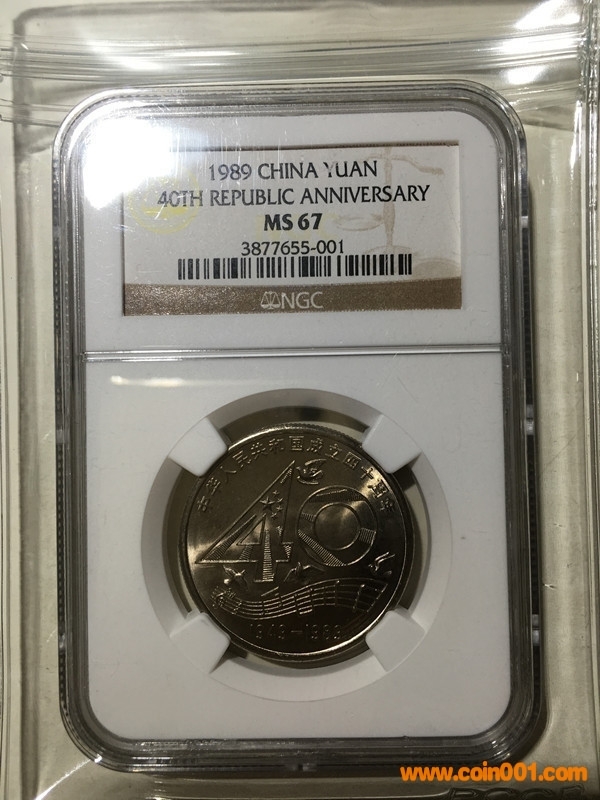 1989 CHINA YUAN
40TH REPUBLIC ANNIVERSARY
MS 67
3877655-001
NGC
中华人民共和国成立四十周年
40
1949-1989
www.coin001.com